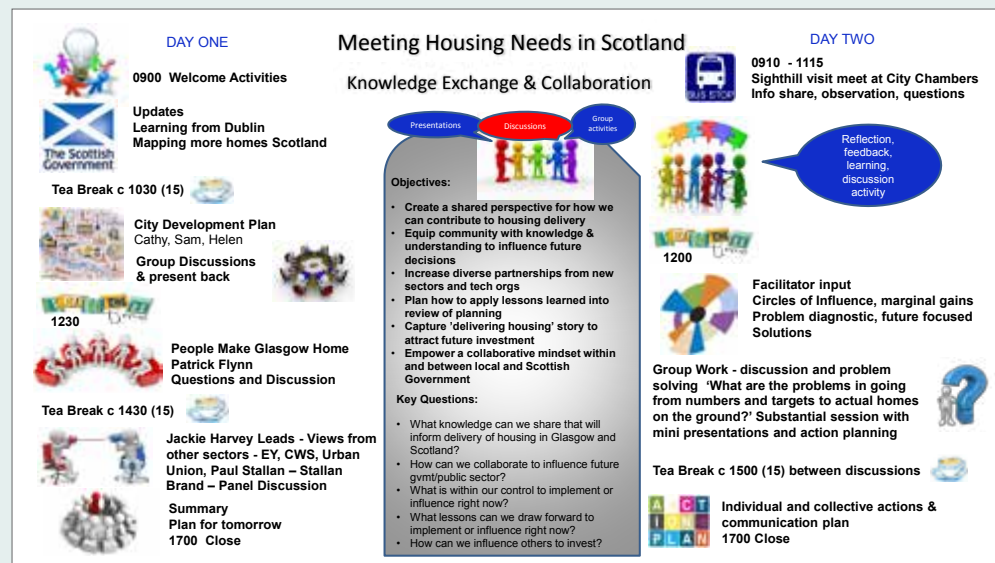 Meeting Housing Needs in Scotland
Knowledge Exchange & Collaboration
DAY ONE
0900 Welcome Activities
The Scottish
Government
Updates
Learning from Dublin
Mapping more homes Scotland
Tea Break c 1030 (15)
City Development Plan
Cathy, Sam, Helen
Group Discussions
& present back
1230
People Make Glasgow Home
Patrick Flynn
Questions and Discussion
Tea Break c 1430 (15)
Jackie Harvey Leads - Views from
other sectors - EY, CWS, Urban
Union, Paul Stallan – Stallan
Brand – Panel Discussion
Summary
Plan for tomorrow
1700 Close
Presentations
Discussions
Group
activities
Objectives:
• Create a shared perspective for how we
can contribute to housing delivery
• Equip community with knowledge &
understanding to influence future
decisions
• Increase diverse partnerships from new
sectors and tech orgs
• Plan how to apply lessons learned into
review of planning
• Capture 'delivering housing' story to
attract future investment
• Empower a collaborative mindset within
and between local and Scottish
Government
Key Questions:
• What knowledge can we share that will
inform delivery of housing in Glasgow and
Scotland?
• How can we collaborate to influence future
gvmt/public sector?
• What is within our control to implement or
influence right now?
• What lessons can we draw forward to
implement or influence right now?
• How can we influence others to invest?
DAY TWO
BUS STOP
0910 - 1115
Sighthill visit meet at City Chambers
Info share, observation, questions
Reflection,
feedback,
learning,
discussion
activity
1200
Facilitator input
Circles of Influence, marginal gains
Problem diagnostic, future focused
Solutions
Group Work - discussion and problem
solving 'What are the problems in going
from numbers and targets to actual homes
on the ground?' Substantial session with
mini presentations and action planning
Tea Break c 1500 (15) between discussions
ACTION PLAN
Individual and collective actions &
communication plan
1700 Close